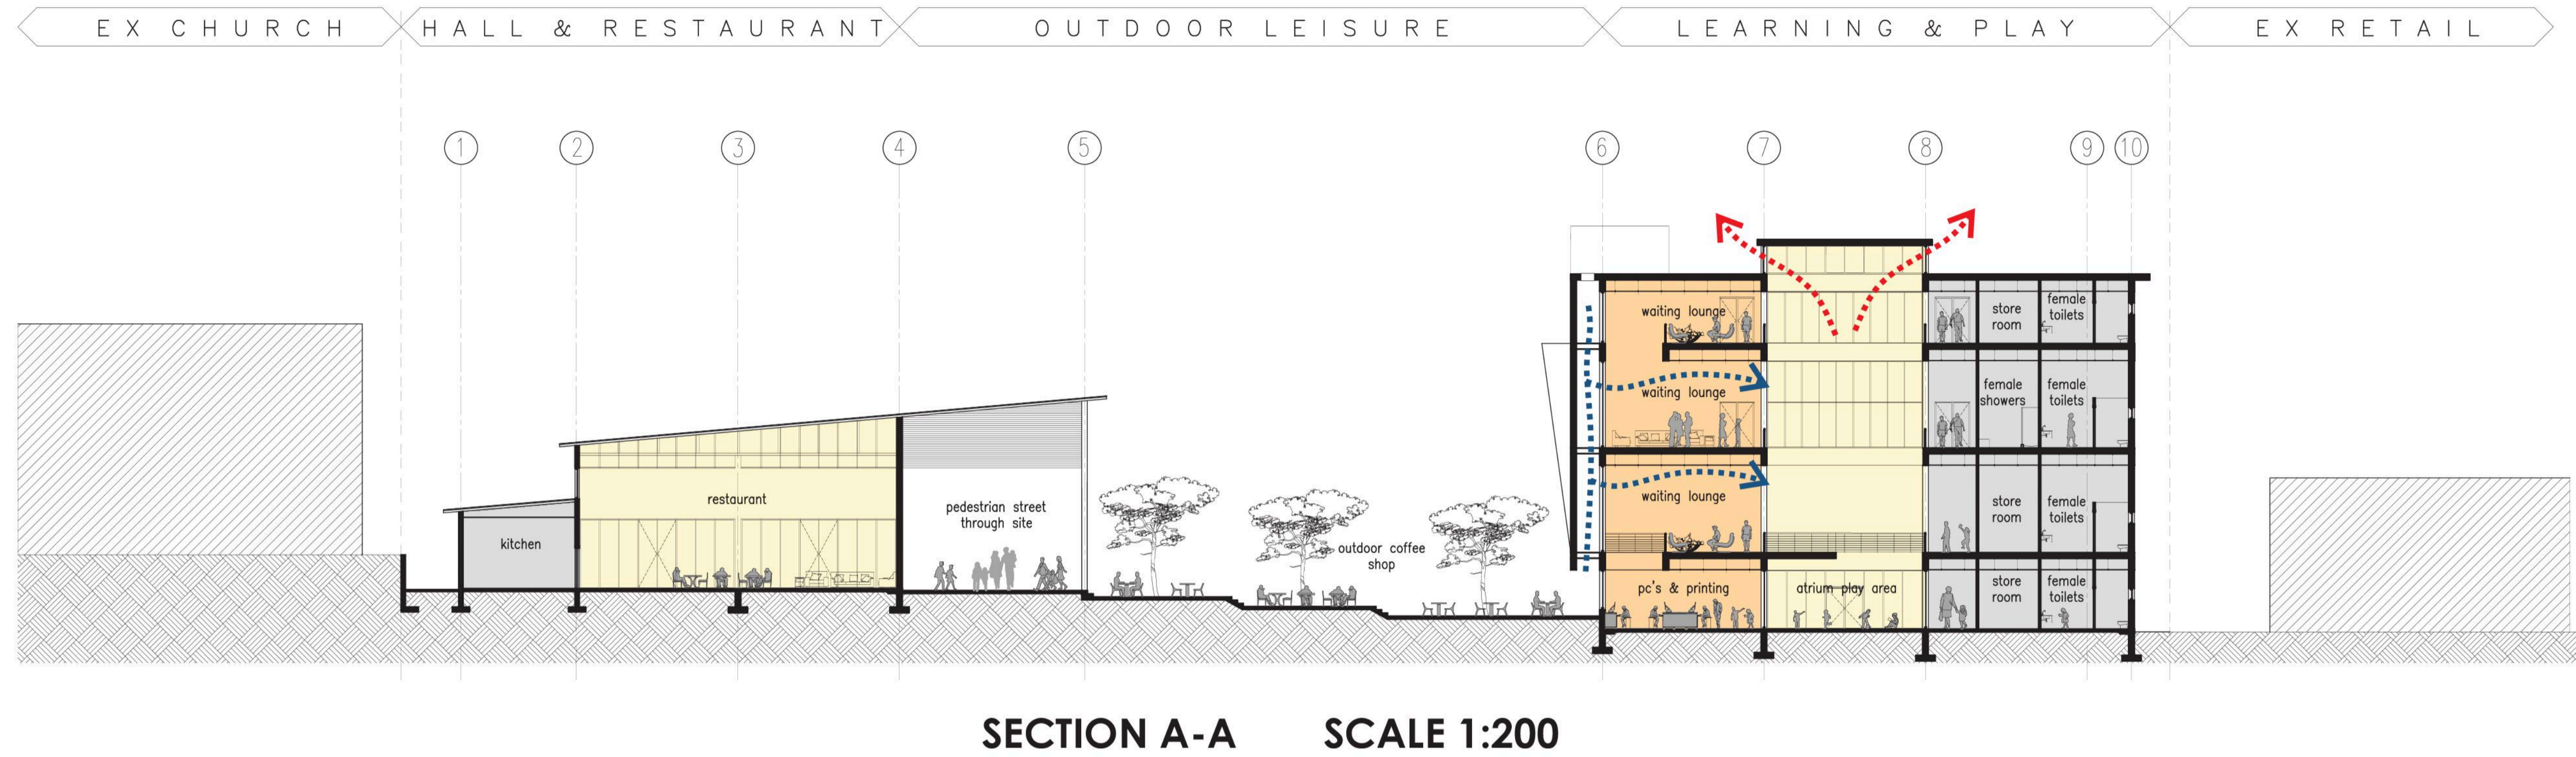 EX CHURCH
HALL & RESTAURANT
OUTDOOR LEISURE
LEARNING & PLAY
EX RETAIL
1
2
3
4
5
6
7
8
9
10
waiting lounge
store
room
female
toilets
waiting lounge
female
showers
female
toilets
waiting lounge
store
room
female
toilets
kitchen
restaurant
pedestrian street
through site
outdoor coffee
shop
pc's & printing
atrium play area
store
room
female
toilets
SECTION A-A SCALE 1:200